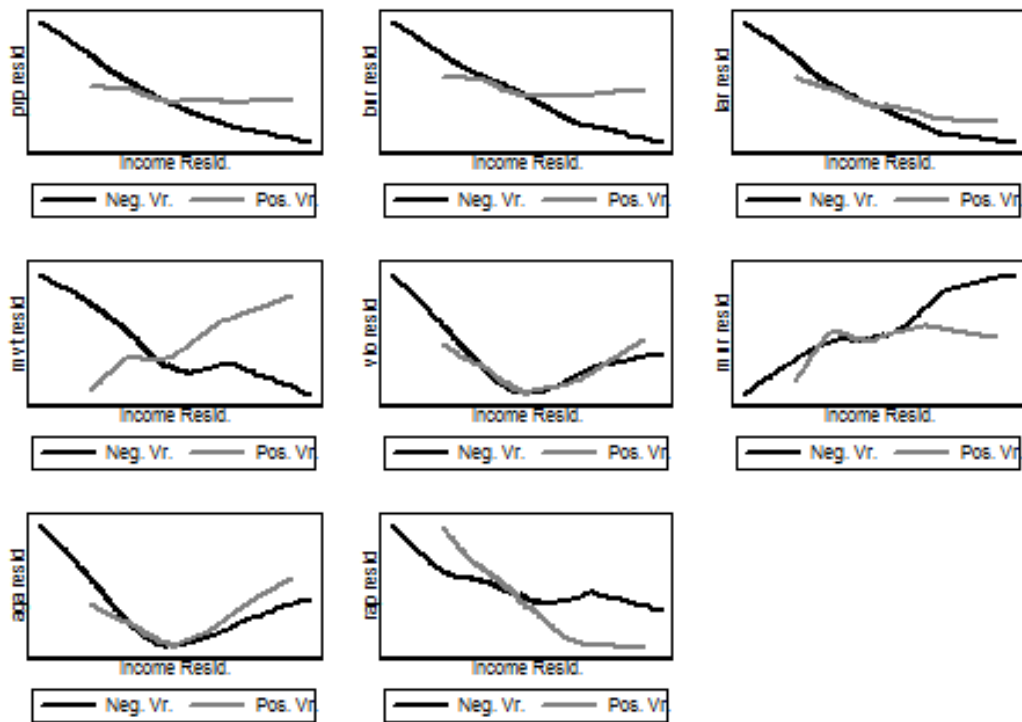 prp resid
Income Resid.
Neg. Vr. Pos. Vr.
bur resid
Income Resid.
Neg. Vr. Pos. Vr.
lar resid
Income Resid.
Neg. Vr. Pos. Vr.
mvt resid
Income Resid.
Neg. Vr. Pos. Vr.
vio resid
Income Resid.
Neg. Vr. Pos. Vr.
mur resid
Income Resid.
Neg. Vr. Pos. Vr.
aga resid
Income Resid.
Neg. Vr. Pos. Vr.
rap resid
Income Resid.
Neg. Vr. Pos. Vr.